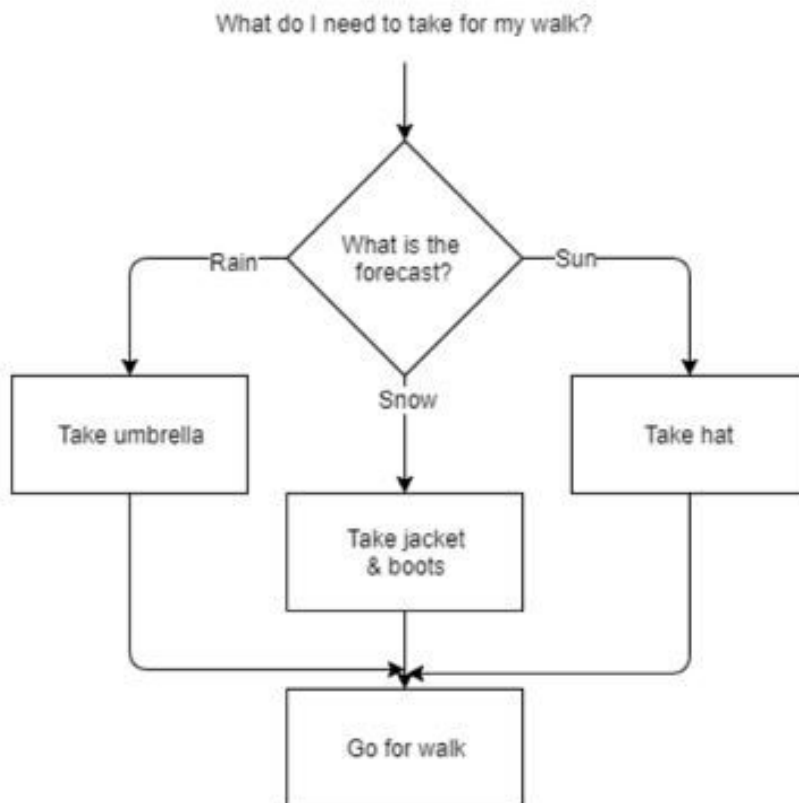 What do I need to take for my walk?
What is the
forecast?
Rain
Sun
Snow
Take umbrella
Take hat
Take jacket
& boots
Go for walk